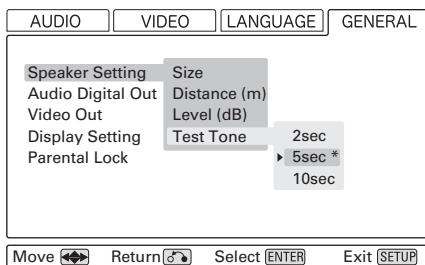 AUDIO VIDEO LANGUAGE GENERAL
Speaker Setting Size
Audio Digital Out Distance (m)
Video Out Level (dB)
Display Setting Test Tone 2sec
Parental Lock 5sec *
10sec
Move Return Select ENTER Exit SETUP